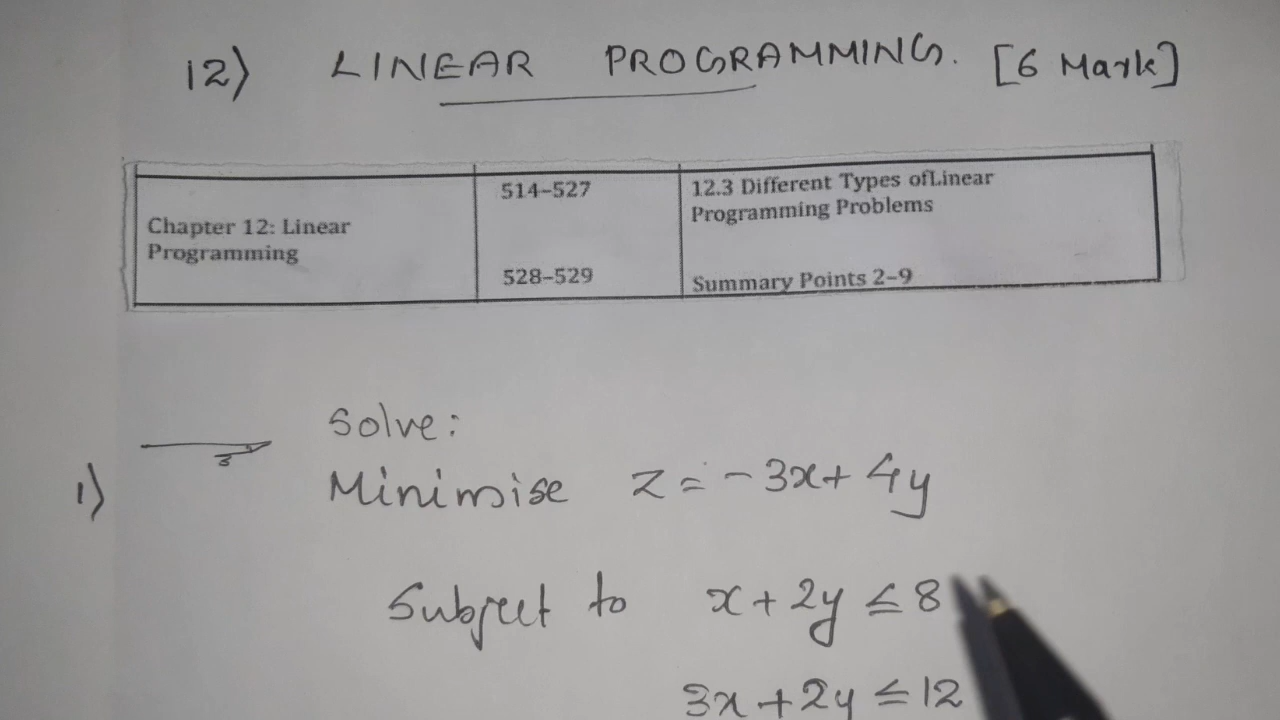 12) LINEAR PROGRAMMING. [6 Mark]
Chapter 12: Linear Programming
514–527
12.3 Different Types ofLinear
Programming Problems
528–529
Summary Points 2–9
Solve:
1) Minimise Z = -3x + 4y
Subject to x + 2y ≤ 8
3x + 2y ≤ 12